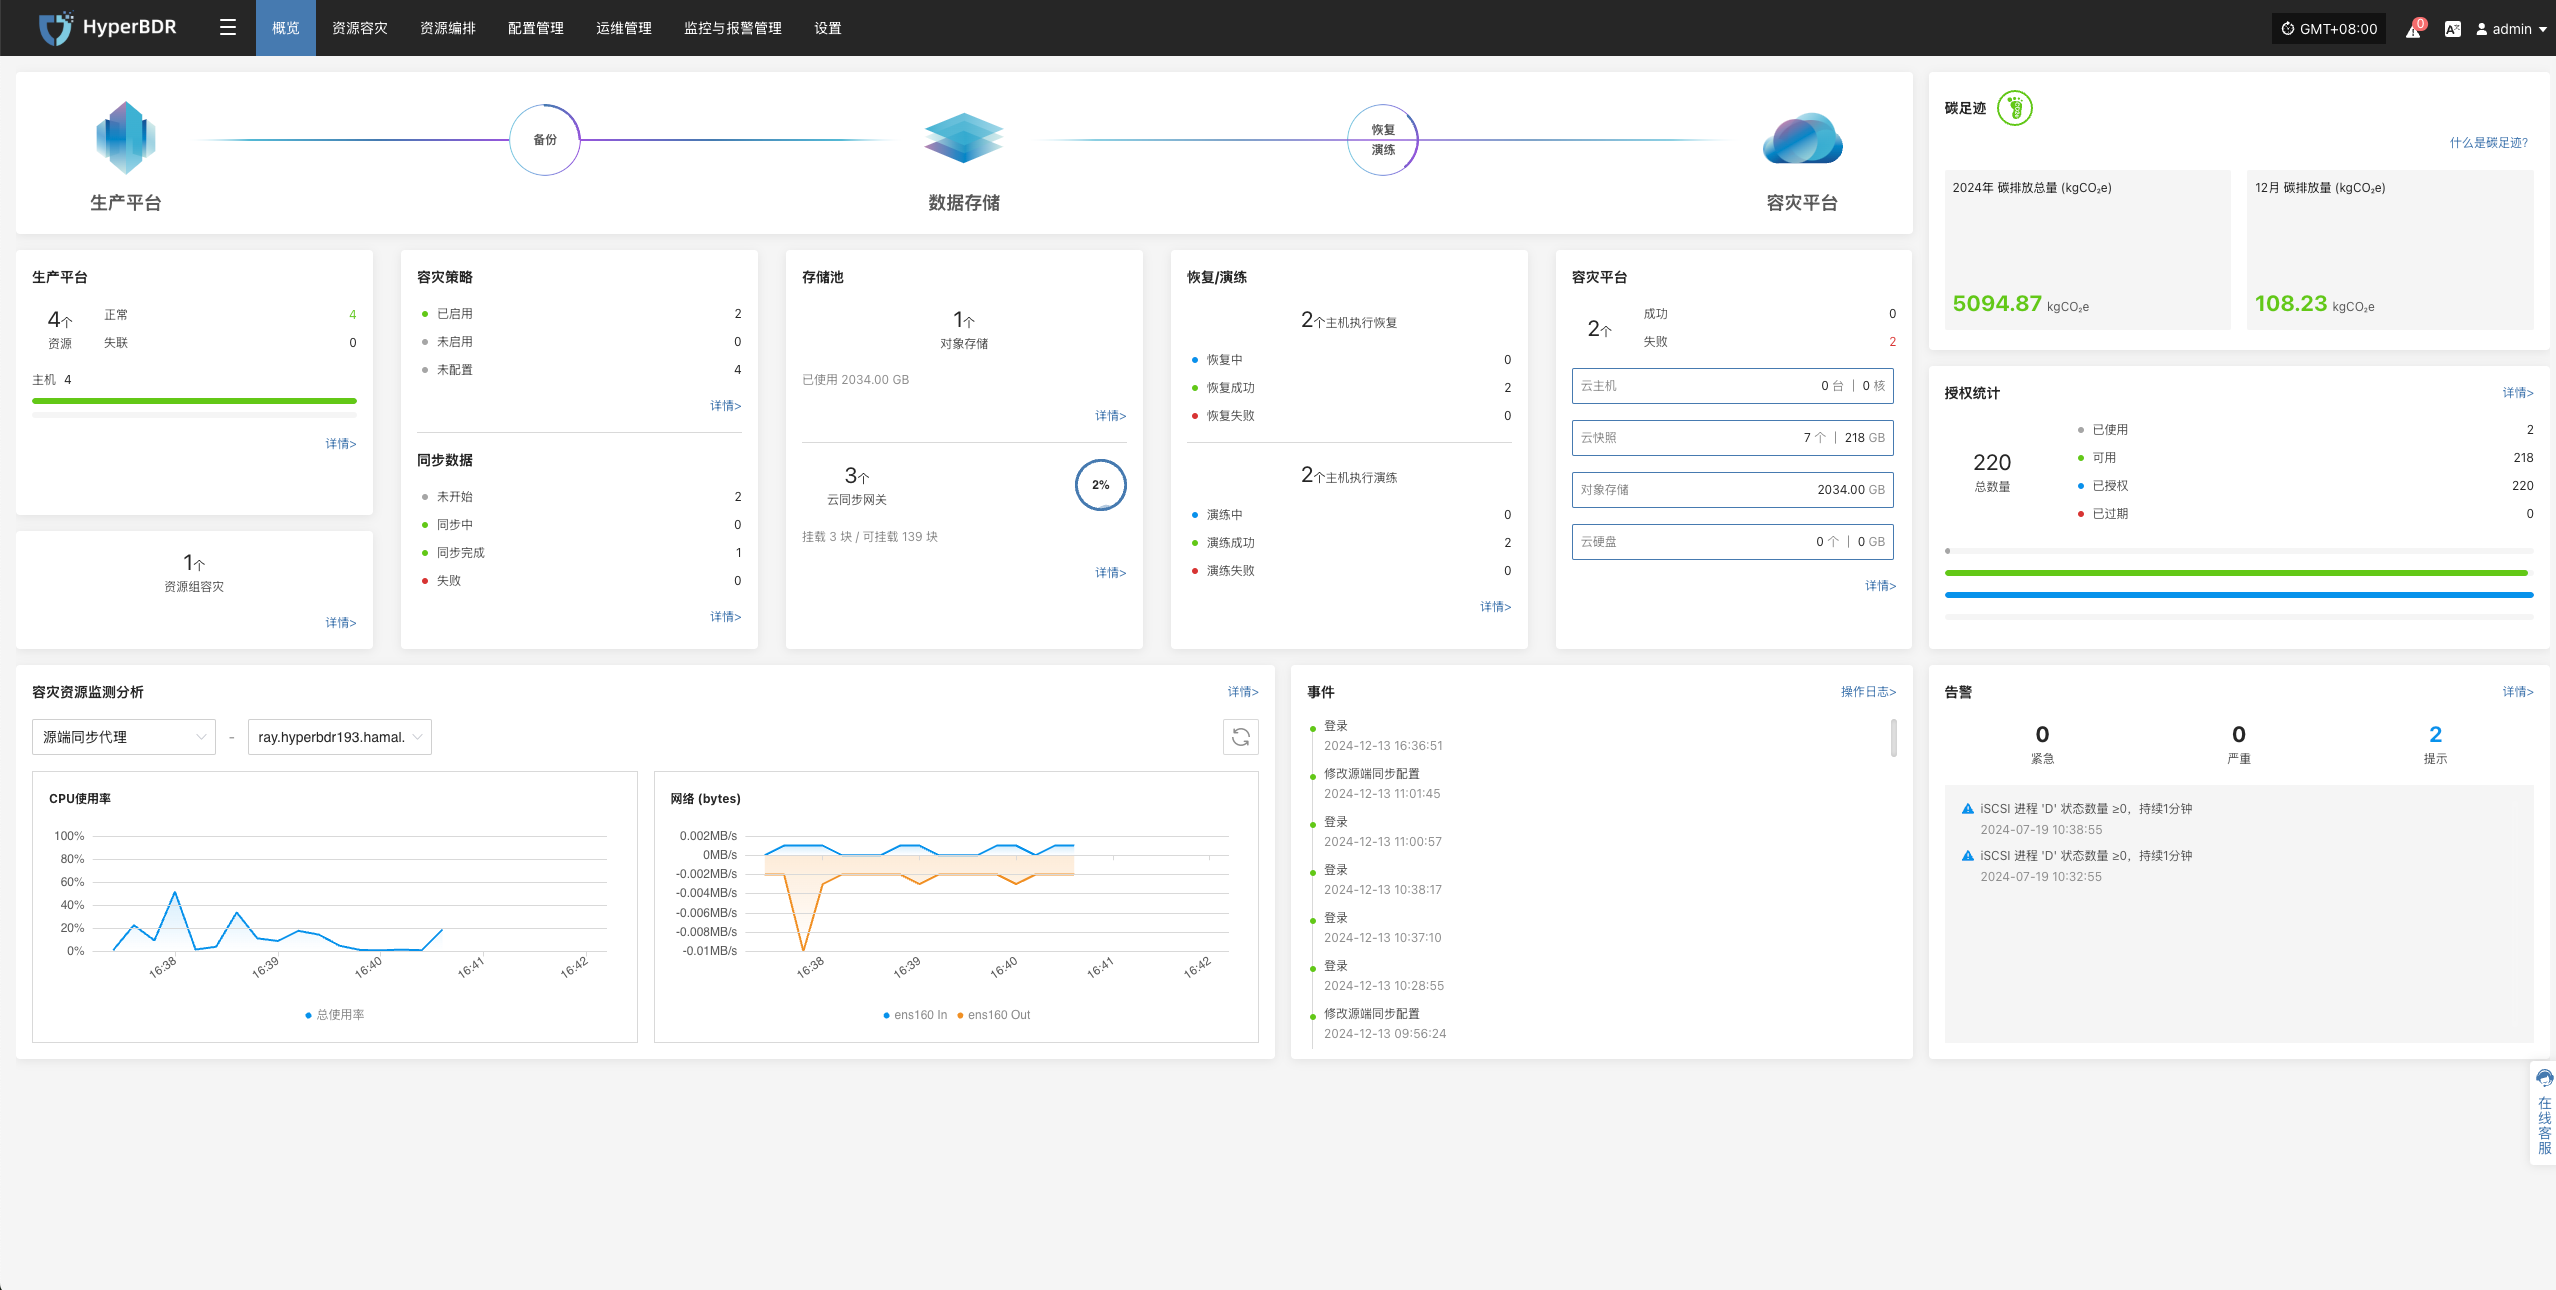 HyperBDR
概览
资源容灾
资源编排
配置管理
运维管理
监控与报警管理
设置
GMT+08:00
0
admin
备份
恢复
演练
生产平台
数据存储
容灾平台
碳足迹
什么是碳足迹?
2024年 碳排放总量 (kgCO₂e)
5094.87 kgCO₂e
12月 碳排放量 (kgCO₂e)
108.23 kgCO₂e
生产平台
4个
资源
正常 4
失联 0
主机 4
详情>
1个
资源组容灾
详情>
容灾策略
已启用 2
未启用 0
未配置 4
详情>
同步数据
未开始 2
同步中 0
同步完成 1
失败 0
详情>
存储池
1个
对象存储
已使用 2034.00 GB
详情>
3个
云同步网关
2%
挂载 3 块 / 可挂载 139 块
详情>
恢复/演练
2个主机执行恢复
恢复中 0
恢复成功 2
恢复失败 0
2个主机执行演练
演练中 0
演练成功 2
演练失败 0
详情>
容灾平台
2个
成功 0
失败 2
云主机 0 台 | 0 核
云快照 7 个 | 218 GB
对象存储 2034.00 GB
云硬盘 0 个 | 0 GB
详情>
授权统计
详情>
220
总数量
已使用 2
可用 218
已授权 220
已过期 0
容灾资源监测分析
详情>
源端同步代理 - ray.hyperbdr193.hamal.
CPU使用率
100%
80%
60%
40%
20%
0%
16:38 16:39 16:40 16:41 16:42
总使用率
网络 (bytes)
0.002MB/s
0MB/s
-0.002MB/s
-0.004MB/s
-0.006MB/s
-0.008MB/s
-0.01MB/s
16:38 16:39 16:40 16:41 16:42
ens160 In ens160 Out
事件
操作日志>
登录
2024-12-13 16:36:51
修改源端同步配置
2024-12-13 11:01:45
登录
2024-12-13 11:00:57
登录
2024-12-13 10:38:17
登录
2024-12-13 10:37:10
登录
2024-12-13 10:28:55
修改源端同步配置
2024-12-13 09:56:24
告警
详情>
0
紧急
0
严重
2
提示
iSCSI 进程 'D' 状态数量 ≥0，持续1分钟
2024-07-19 10:38:55
iSCSI 进程 'D' 状态数量 ≥0，持续1分钟
2024-07-19 10:32:55
在线客服